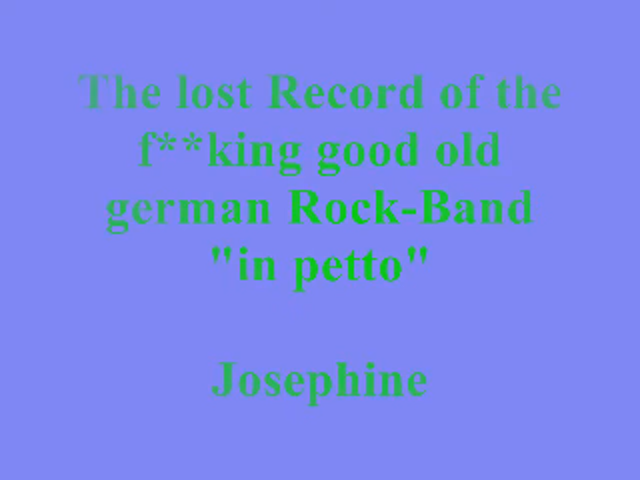 The lost Record of the
f**king good old
german Rock-Band
"in petto"
Josephine